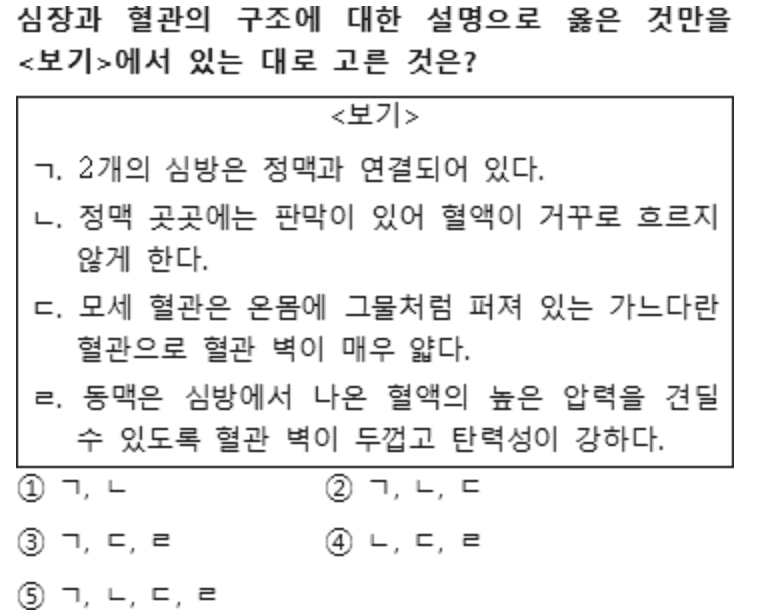 심장과 혈관의 구조에 대한 설명으로 옳은 것만을
<보기>에서 있는 대로 고른 것은?
<보기>
ㄱ. 2개의 심방은 정맥과 연결되어 있다.
ㄴ. 정맥 곳곳에는 판막이 있어 혈액이 거꾸로 흐르지
않게 한다.
ㄷ. 모세 혈관은 온몸에 그물처럼 퍼져 있는 가느다란
혈관으로 혈관 벽이 매우 얇다.
ㄹ. 동맥은 심방에서 나온 혈액의 높은 압력을 견딜
수 있도록 혈관 벽이 두껍고 탄력성이 강하다.
① ㄱ, ㄴ ② ㄱ, ㄴ, ㄷ
③ ㄱ, ㄷ, ㄹ ④ ㄴ, ㄷ, ㄹ
⑤ ㄱ, ㄴ, ㄷ, ㄹ